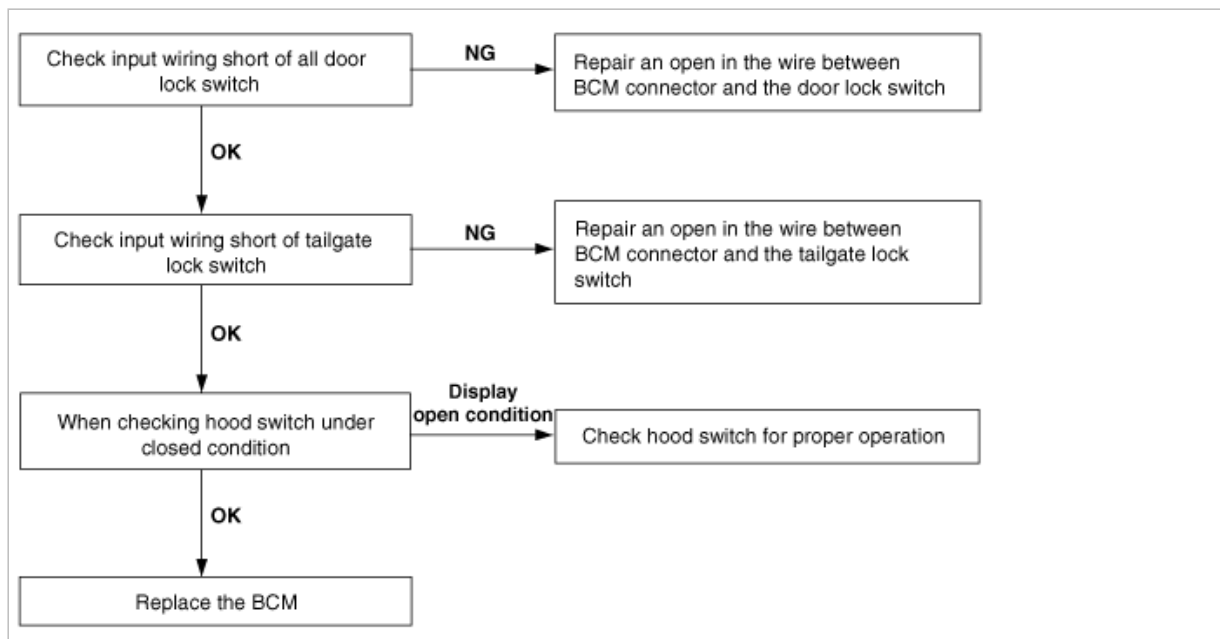 Check input wiring short of all door
lock switch
NG
Repair an open in the wire between
BCM connector and the door lock switch
OK
Check input wiring short of tailgate
lock switch
NG
Repair an open in the wire between
BCM connector and the tailgate lock
switch
OK
When checking hood switch under
closed condition
Display
open condition
Check hood switch for proper operation
OK
Replace the BCM